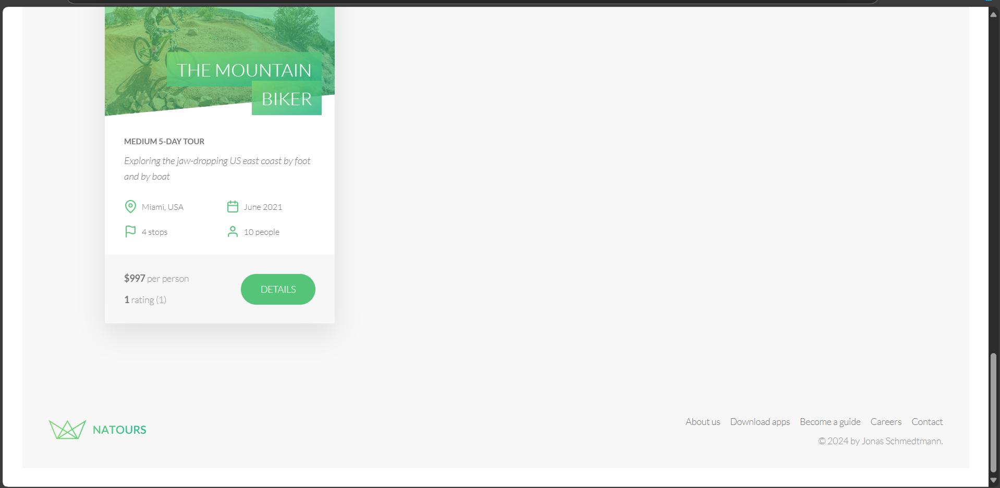 THE MOUNTAIN
BIKER
MEDIUM 5-DAY TOUR
Exploring the jaw-dropping US east coast by foot
and by boat
Miami, USA
June 2021
4 stops
10 people
$997 per person
1 rating (1)
DETAILS
NATOURS
About us Download apps Become a guide Careers Contact
© 2024 by Jonas Schmedtmann.